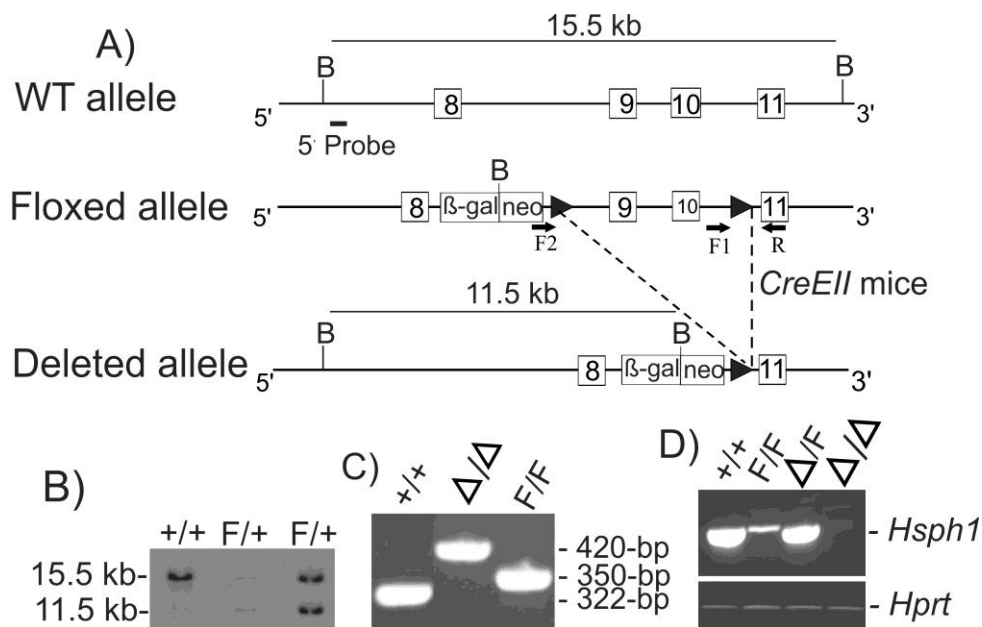 A)
15.5 kb
B B
WT allele 5' 8 9 10 11 3'
5' Probe
B
Floxed allele 5' 8 ß-gal neo 9 10 11 3'
F2 F1 R
CreEII mice
11.5 kb
B B
Deleted allele 5' 8 ß-gal neo 11 3'
B)
+/+ F/+ F/+
15.5 kb-
11.5 kb-
C)
+/+ Δ/Δ F/F
- 420-bp
- 350-bp
- 322-bp
D)
+/+ F/F Δ/F Δ/Δ
- Hsph1
- Hprt